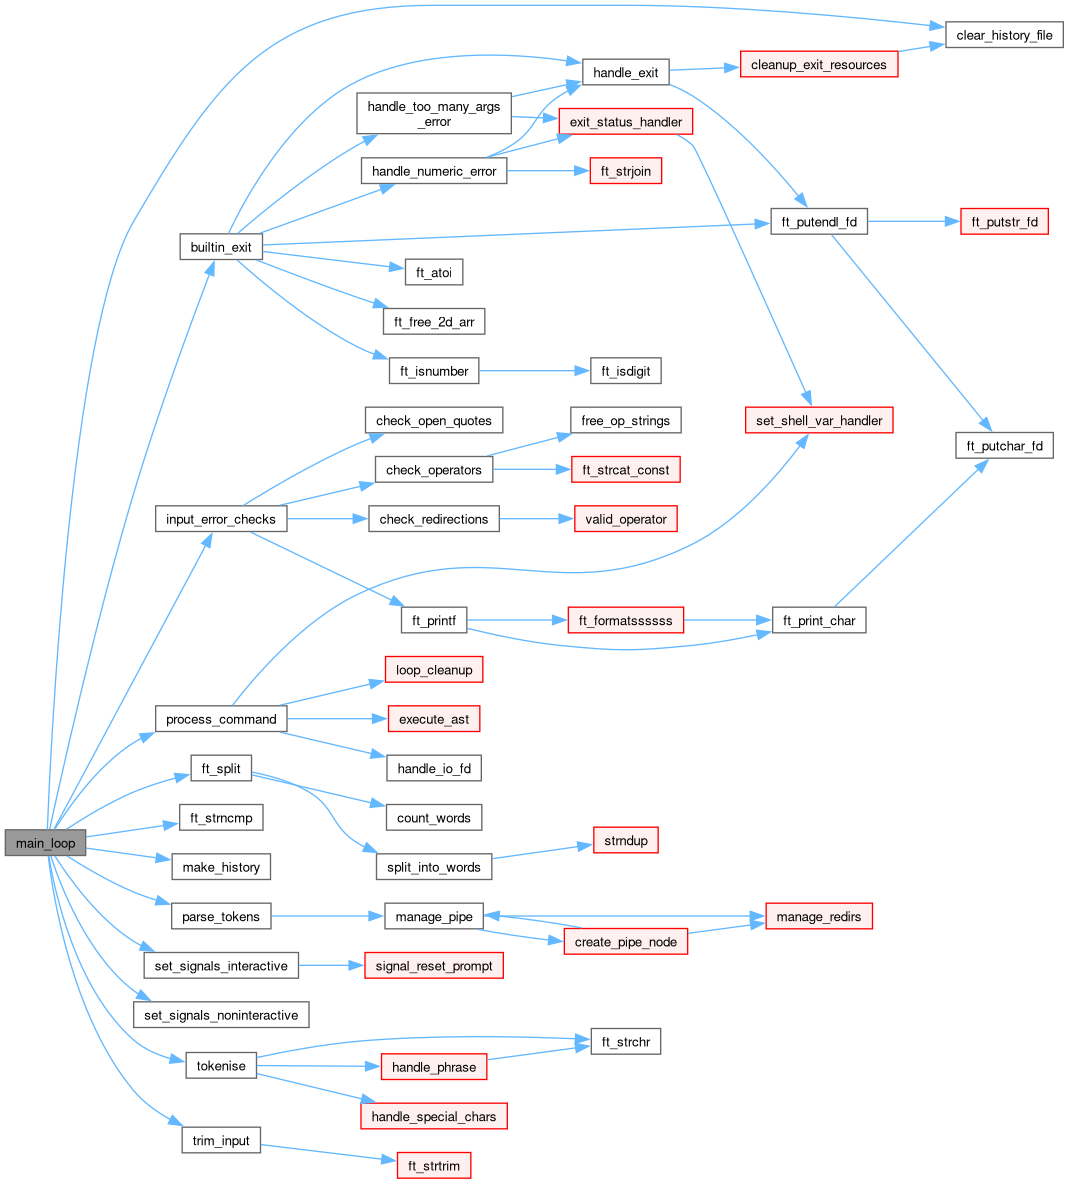 clear_history_file
cleanup_exit_resources
handle_exit
handle_too_many_args
_error
exit_status_handler
handle_numeric_error
ft_strjoin
ft_putendl_fd
ft_putstr_fd
builtin_exit
ft_atoi
ft_free_2d_arr
ft_isnumber
ft_isdigit
check_open_quotes
free_op_strings
set_shell_var_handler
ft_putchar_fd
check_operators
ft_strcat_const
input_error_checks
check_redirections
valid_operator
ft_printf
ft_formatssssss
ft_print_char
loop_cleanup
process_command
execute_ast
ft_split
handle_io_fd
ft_strncmp
count_words
main_loop
strndup
make_history
split_into_words
parse_tokens
manage_pipe
manage_redirs
create_pipe_node
set_signals_interactive
signal_reset_prompt
set_signals_noninteractive
ft_strchr
tokenise
handle_phrase
handle_special_chars
trim_input
ft_strtrim